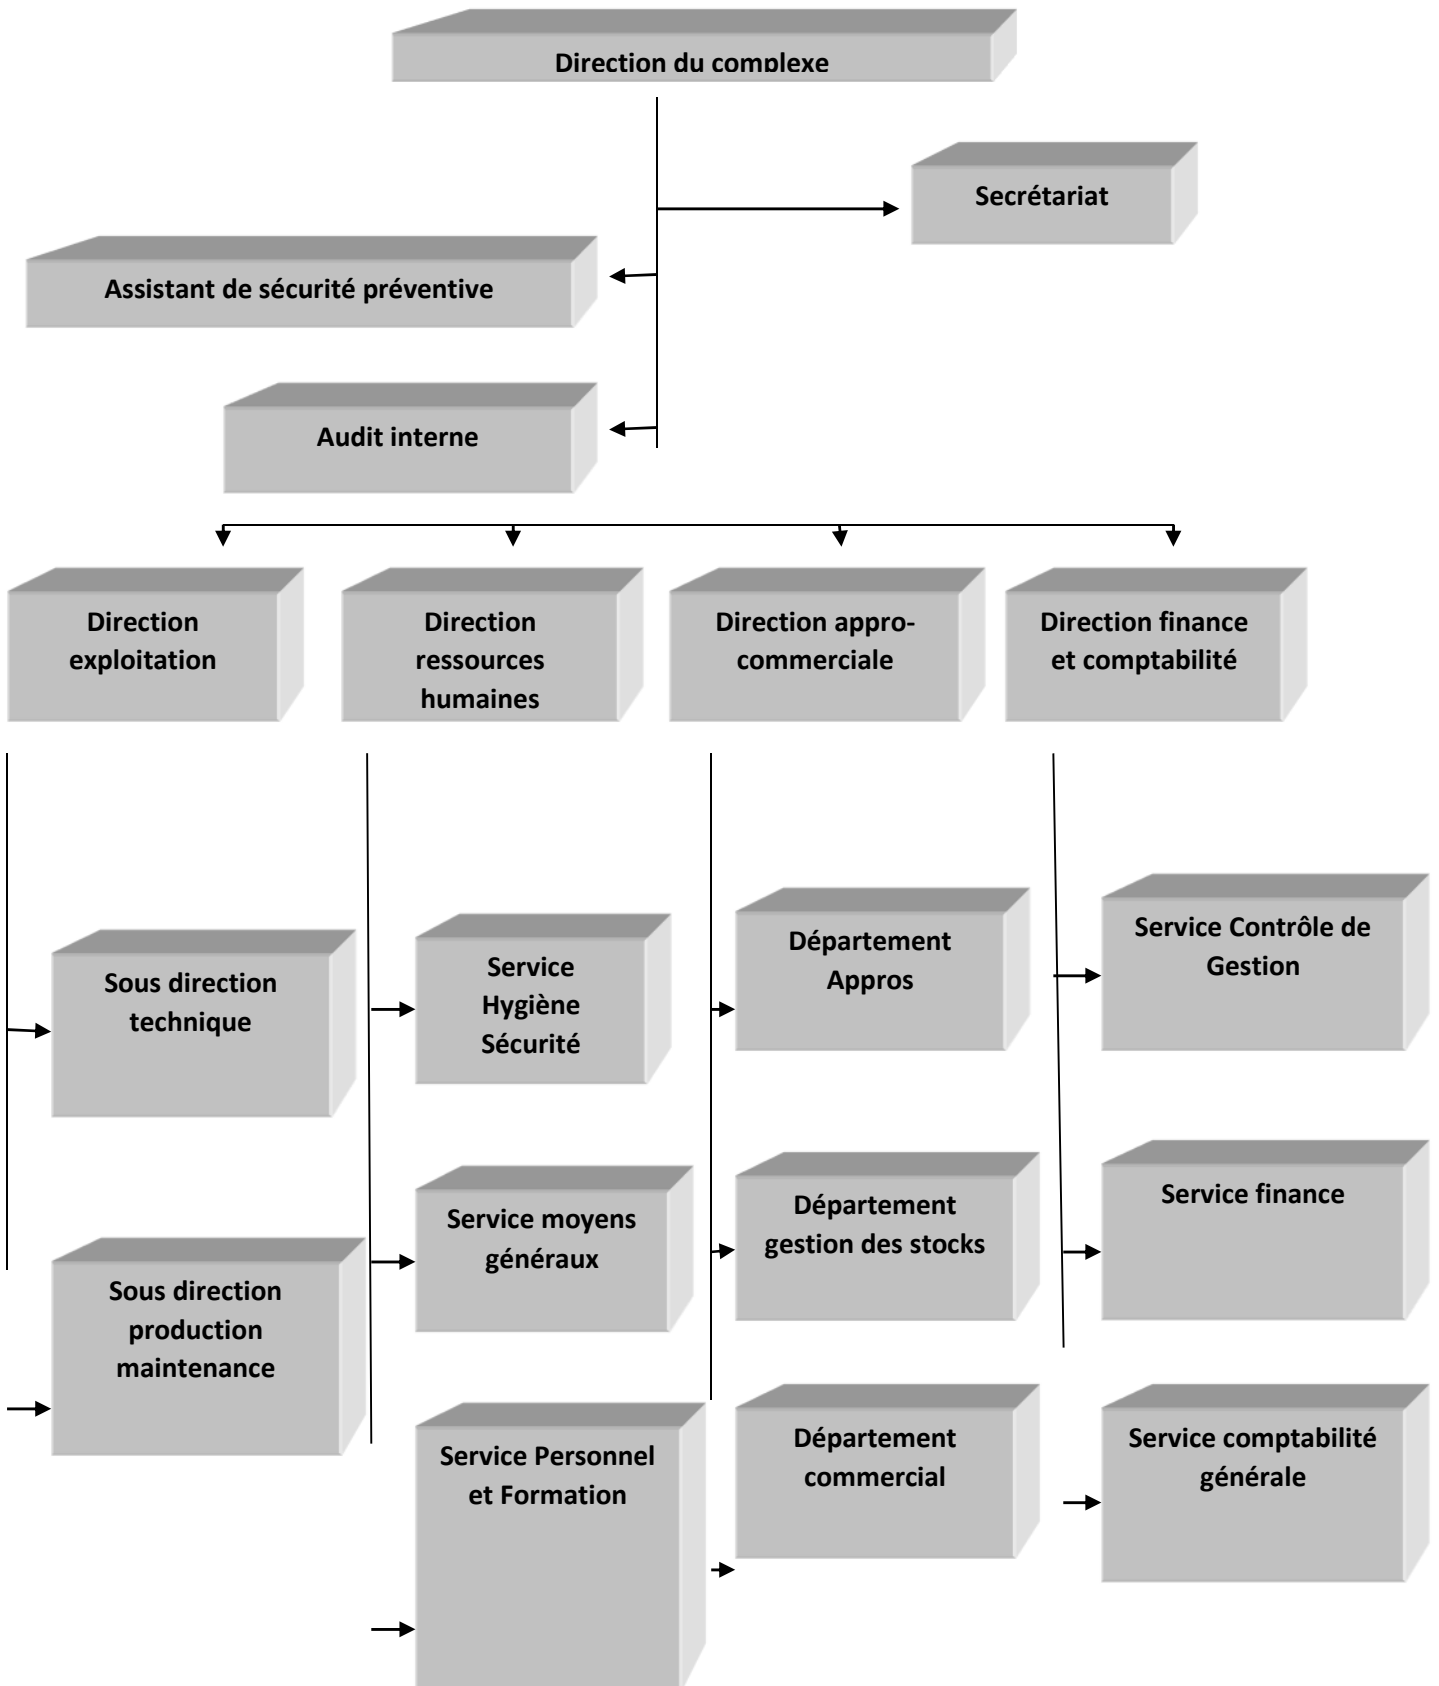 Direction du complexe
Secrétariat
Assistant de sécurité préventive
Audit interne
Direction
exploitation
Direction
ressources
humaines
Direction appro-
commerciale
Direction finance
et comptabilité
Sous direction
technique
Sous direction
production
maintenance
Service
Hygiène
Sécurité
Service moyens
généraux
Service Personnel
et Formation
Département
Appros
Département
gestion des stocks
Département
commercial
Service Contrôle de
Gestion
Service finance
Service comptabilité
générale